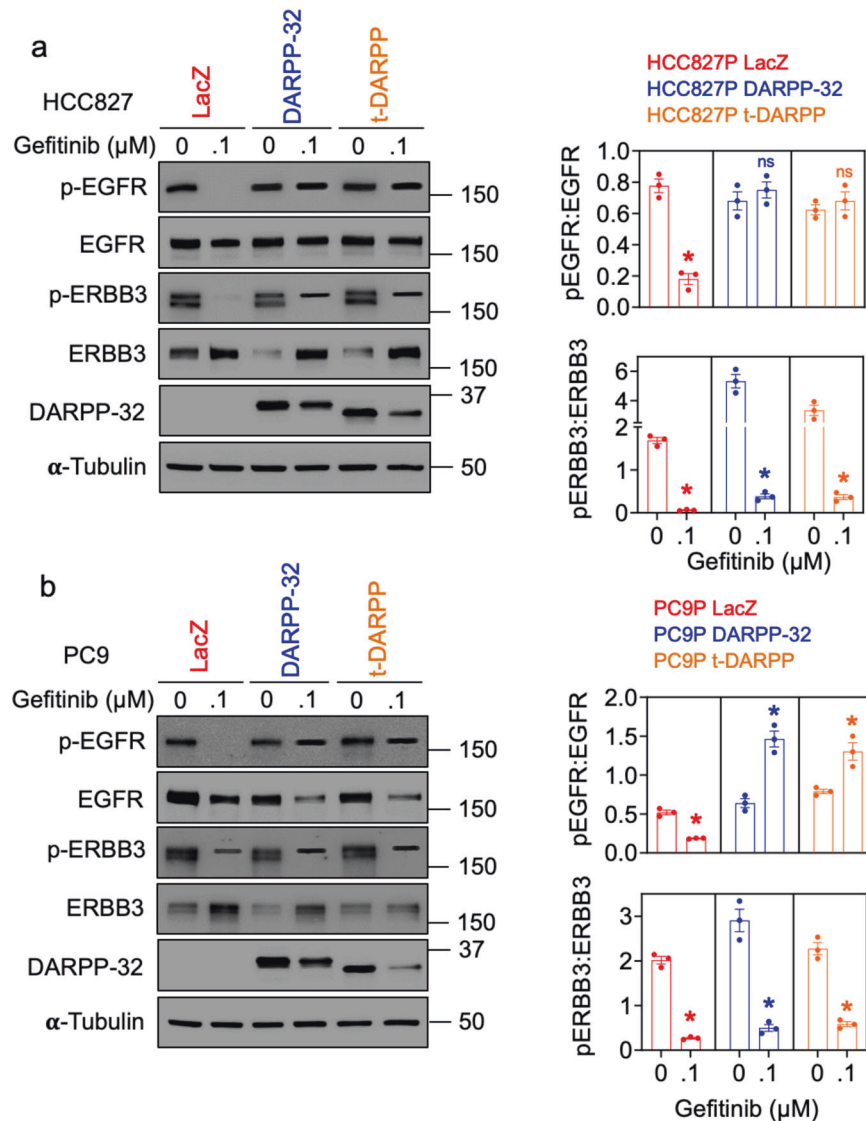 a
HCC827
LacZ
DARPP-32
t-DARPP
Gefitinib (µM) 0 .1 0 .1 0 .1
p-EGFR
150
EGFR
150
p-ERBB3
150
ERBB3
150
DARPP-32
37
α-Tubulin
50
HCC827P LacZ
HCC827P DARPP-32
HCC827P t-DARPP
pEGFR:EGFR
1.0
0.8
0.6
0.4
0.2
0.0
*
ns
ns
pERBB3:ERBB3
6
4
2
2
1
0
*
*
*
0 .1 0 .1 0 .1
Gefitinib (µM)
b
PC9
LacZ
DARPP-32
t-DARPP
Gefitinib (µM) 0 .1 0 .1 0 .1
p-EGFR
150
EGFR
150
p-ERBB3
150
ERBB3
150
DARPP-32
37
α-Tubulin
50
PC9P LacZ
PC9P DARPP-32
PC9P t-DARPP
pEGFR:EGFR
2.0
1.5
1.0
0.5
0.0
*
*
*
pERBB3:ERBB3
3
2
1
0
*
*
*
0 .1 0 .1 0 .1
Gefitinib (µM)